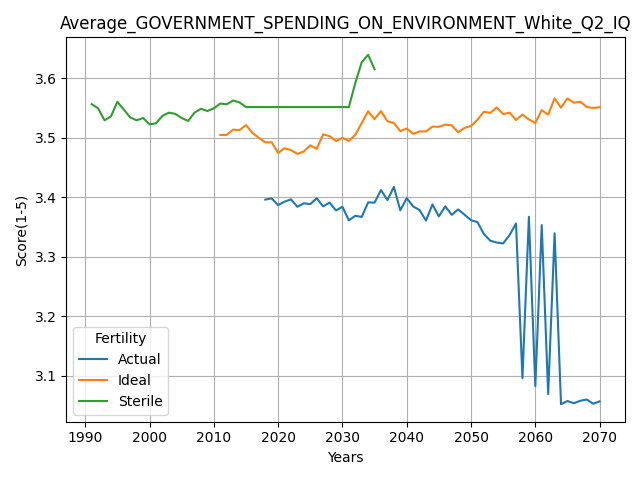 Average_GOVERNMENT_SPENDING_ON_ENVIRONMENT_White_Q2_IQ
Score(1-5)
3.6
3.5
3.4
3.3
3.2
3.1
Fertility
Actual
Ideal
Sterile
1990 2000 2010 2020 2030 2040 2050 2060 2070
Years